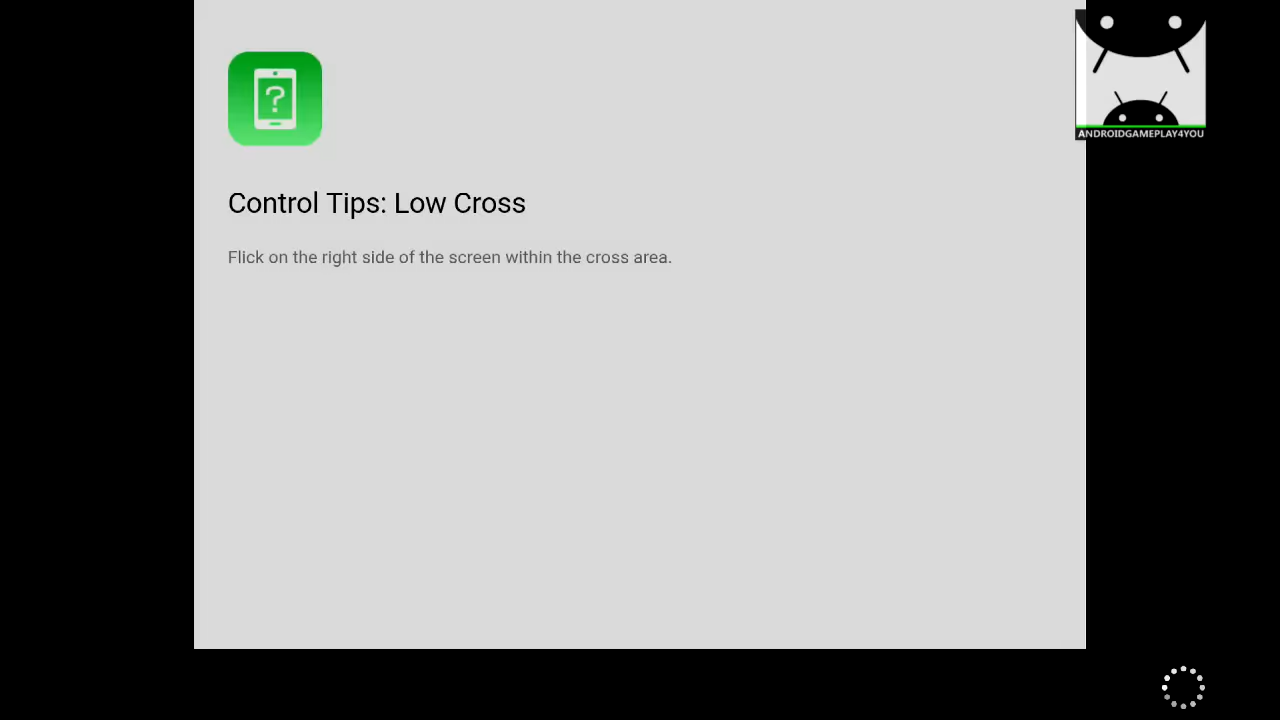 ?
ANDROIDGAMEPLAY4YOU
Control Tips: Low Cross
Flick on the right side of the screen within the cross area.